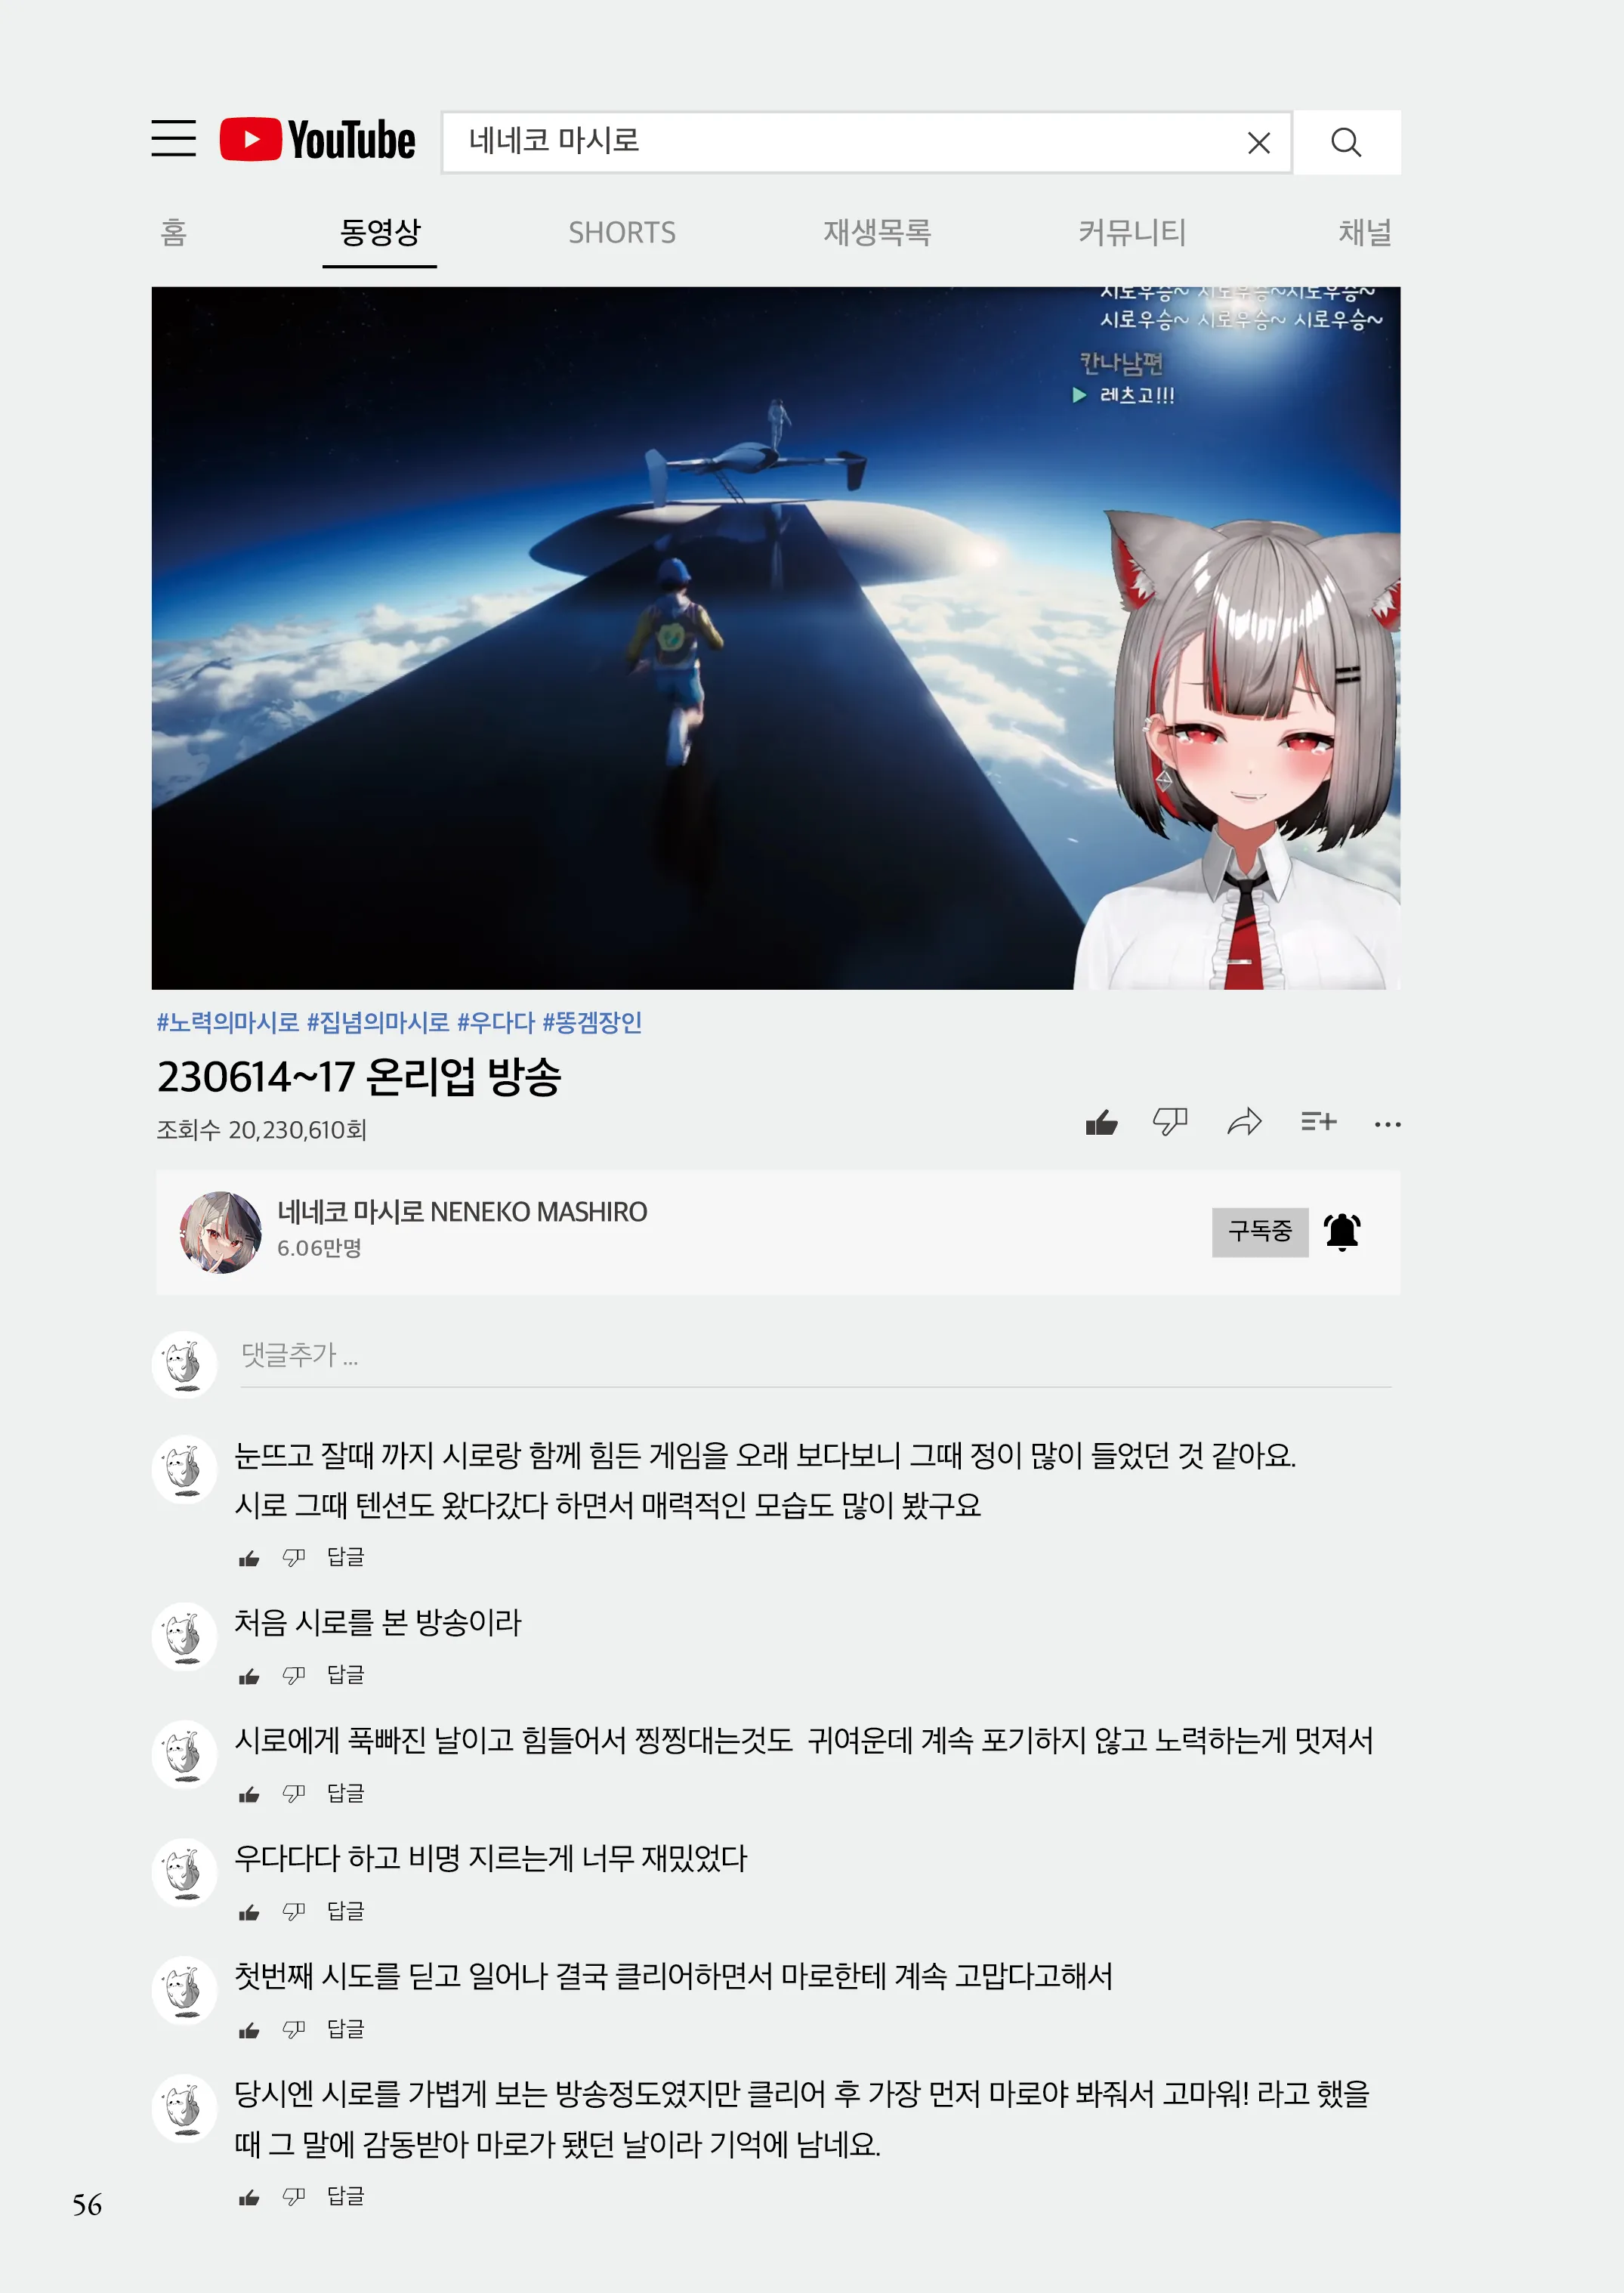 YouTube
네네코 마시로
홈 동영상 SHORTS 재생목록 커뮤니티 채널
시로우승~ 시로우승~시로우승~
시로우승~ 시로우승~ 시로우승~
칸나남편
레츠고!!!
#노력의마시로 #집념의마시로 #우다다 #똥겜장인
230614~17 온리업 방송
조회수 20,230,610회
네네코 마시로 NENEKO MASHIRO
6.06만명
구독중
댓글추가 ...
눈뜨고 잘때 까지 시로랑 함께 힘든 게임을 오래 보다보니 그때 정이 많이 들었던 것 같아요.
시로 그때 텐션도 왔다갔다 하면서 매력적인 모습도 많이 봤구요
답글
처음 시로를 본 방송이라
답글
시로에게 푹빠진 날이고 힘들어서 찡찡대는것도 귀여운데 계속 포기하지 않고 노력하는게 멋져서
답글
우다다다 하고 비명 지르는게 너무 재밌었다
답글
첫번째 시도를 딛고 일어나 결국 클리어하면서 마로한테 계속 고맙다고해서
답글
당시엔 시로를 가볍게 보는 방송정도였지만 클리어 후 가장 먼저 마로야 봐줘서 고마워! 라고 했을
때 그 말에 감동받아 마로가 됐던 날이라 기억에 남네요.
답글
56